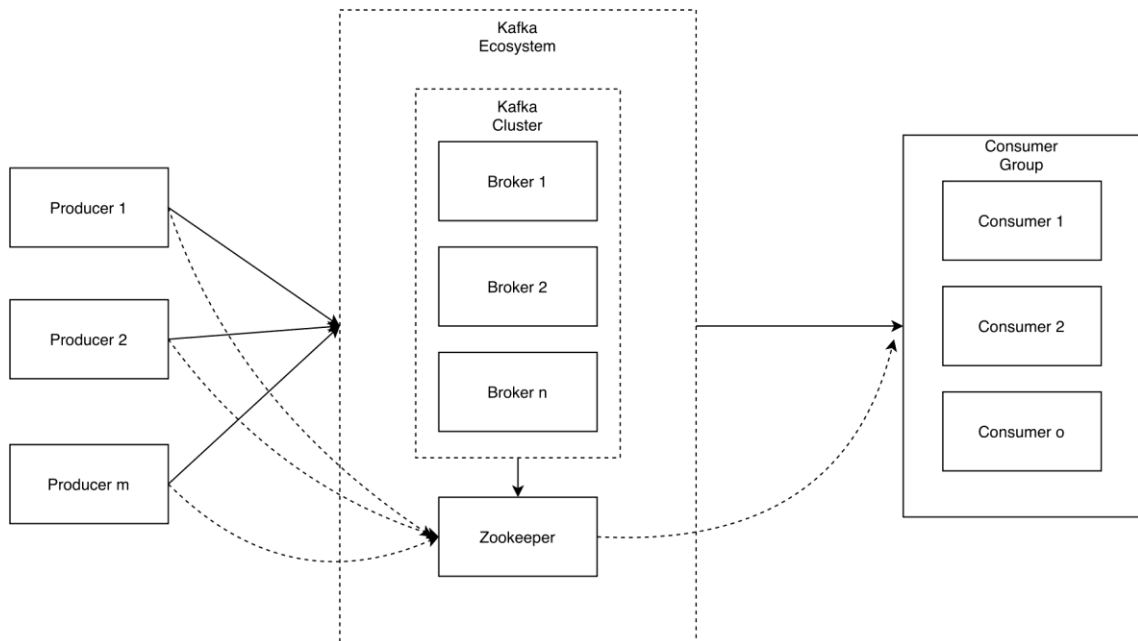 Kafka
Ecosystem
Kafka
Cluster
Broker 1
Broker 2
Broker n
Zookeeper
Producer 1
Producer 2
Producer m
Consumer
Group
Consumer 1
Consumer 2
Consumer o